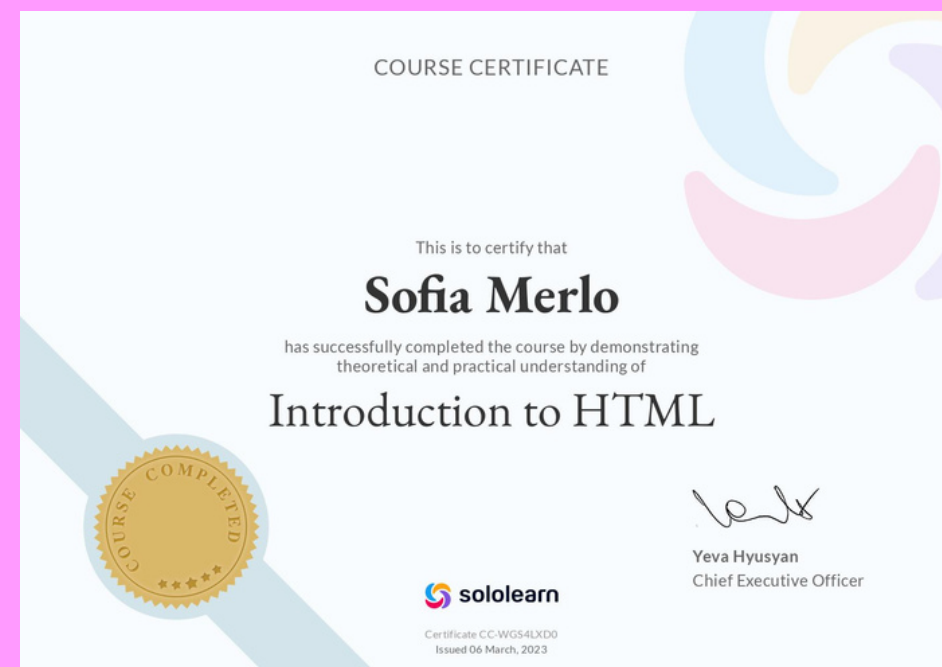 COURSE CERTIFICATE
This is to certify that
Sofia Merlo
has successfully completed the course by demonstrating
theoretical and practical understanding of
Introduction to HTML
COURSE COMPLETED
Yeva Hyusyan
Chief Executive Officer
sololearn
Certificate CC-WGS4LXD0
Issued 06 March, 2023